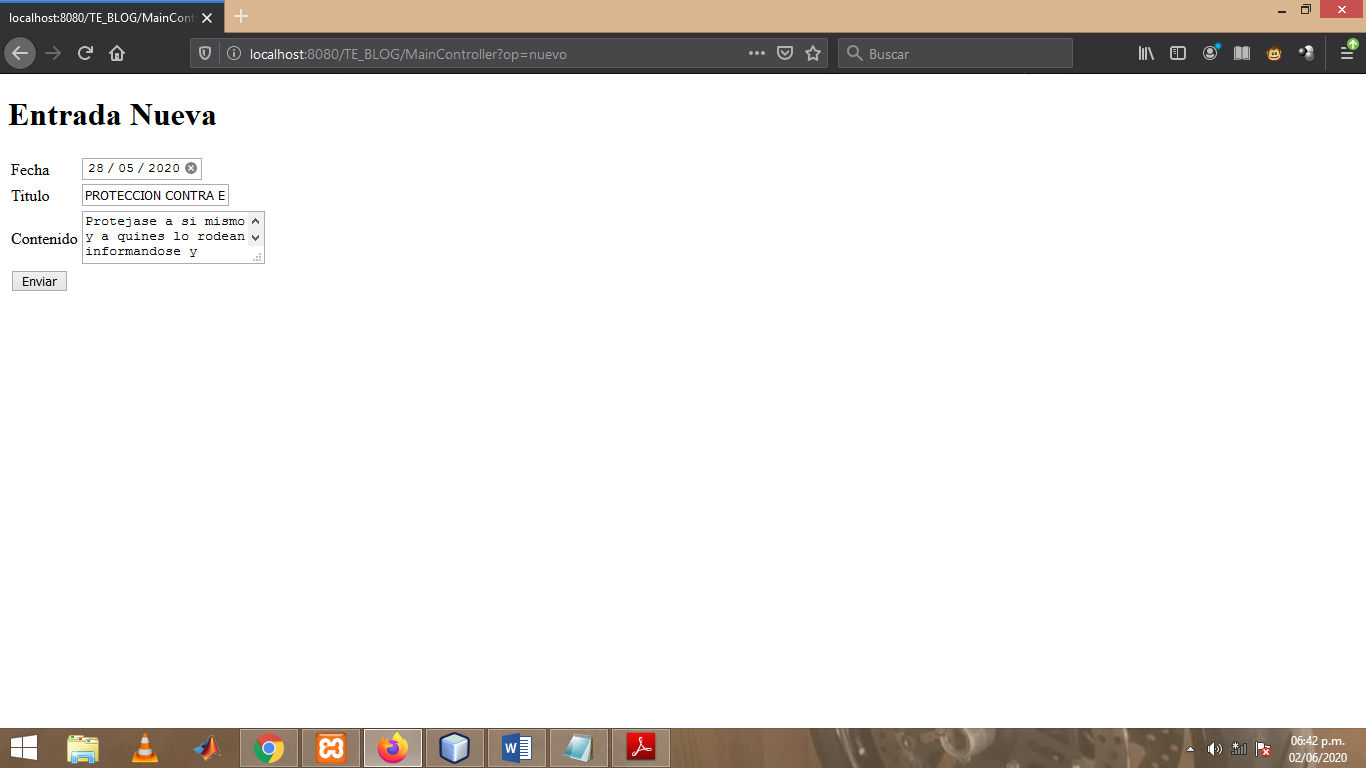 localhost:8080/TE_BLOG/MainCont
localhost:8080/TE_BLOG/MainController?op=nuevo
Buscar
Entrada Nueva
Fecha 28 / 05 / 2020
Titulo PROTECCION CONTRA E
Contenido Protejase a si mismo
y a quines lo rodean
informandose y
Enviar
06:42 p.m.
02/06/2020